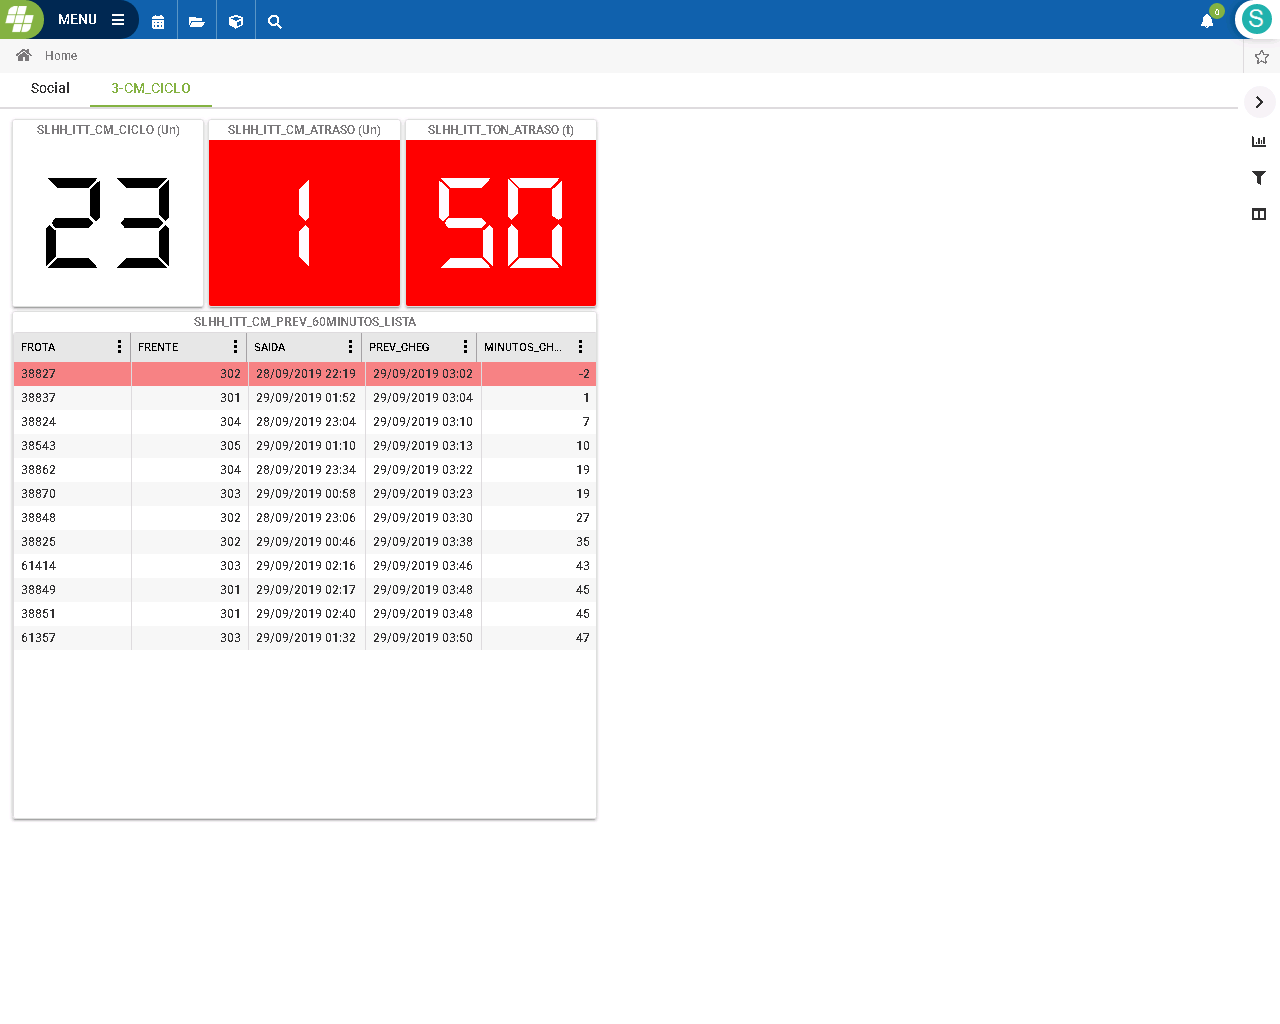 MENU
0
S
Home
Social 3-CM_CICLO
SLHH_ITT_CM_CICLO (Un) SLHH_ITT_CM_ATRASO (Un) SLHH_ITT_TON_ATRASO (t)
23 1 50
SLHH_ITT_CM_PREV_60MINUTOS_LISTA
FROTA FRENTE SAIDA PREV_CHEG MINUTOS_CH...
38827 302 28/09/2019 22:19 29/09/2019 03:02 -2
38837 301 29/09/2019 01:52 29/09/2019 03:04 1
38824 304 28/09/2019 23:04 29/09/2019 03:10 7
38543 305 29/09/2019 01:10 29/09/2019 03:13 10
38862 304 28/09/2019 23:34 29/09/2019 03:22 19
38870 303 29/09/2019 00:58 29/09/2019 03:23 19
38848 302 28/09/2019 23:06 29/09/2019 03:30 27
38825 302 29/09/2019 00:46 29/09/2019 03:38 35
61414 303 29/09/2019 02:16 29/09/2019 03:46 43
38849 301 29/09/2019 02:17 29/09/2019 03:48 45
38851 301 29/09/2019 02:40 29/09/2019 03:48 45
61357 303 29/09/2019 01:32 29/09/2019 03:50 47